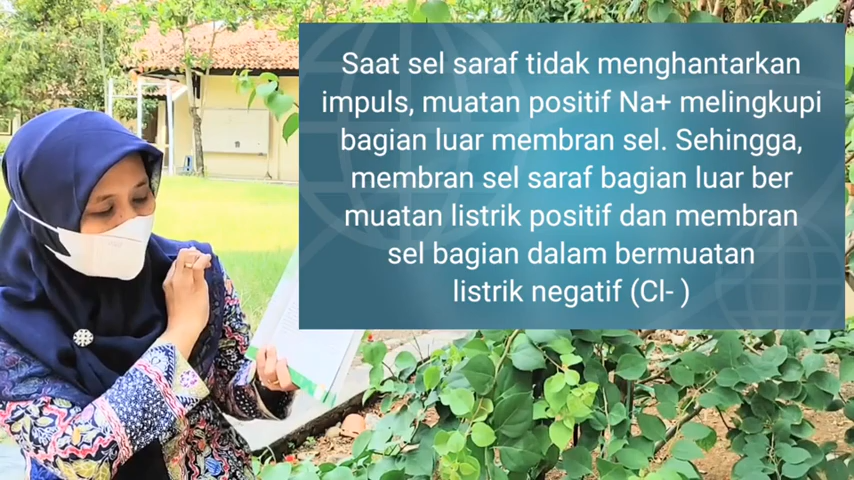 Saat sel saraf tidak menghantarkan
impuls, muatan positif Na+ melingkupi
bagian luar membran sel. Sehingga,
membran sel saraf bagian luar ber
muatan listrik positif dan membran
sel bagian dalam bermuatan
listrik negatif (Cl- )